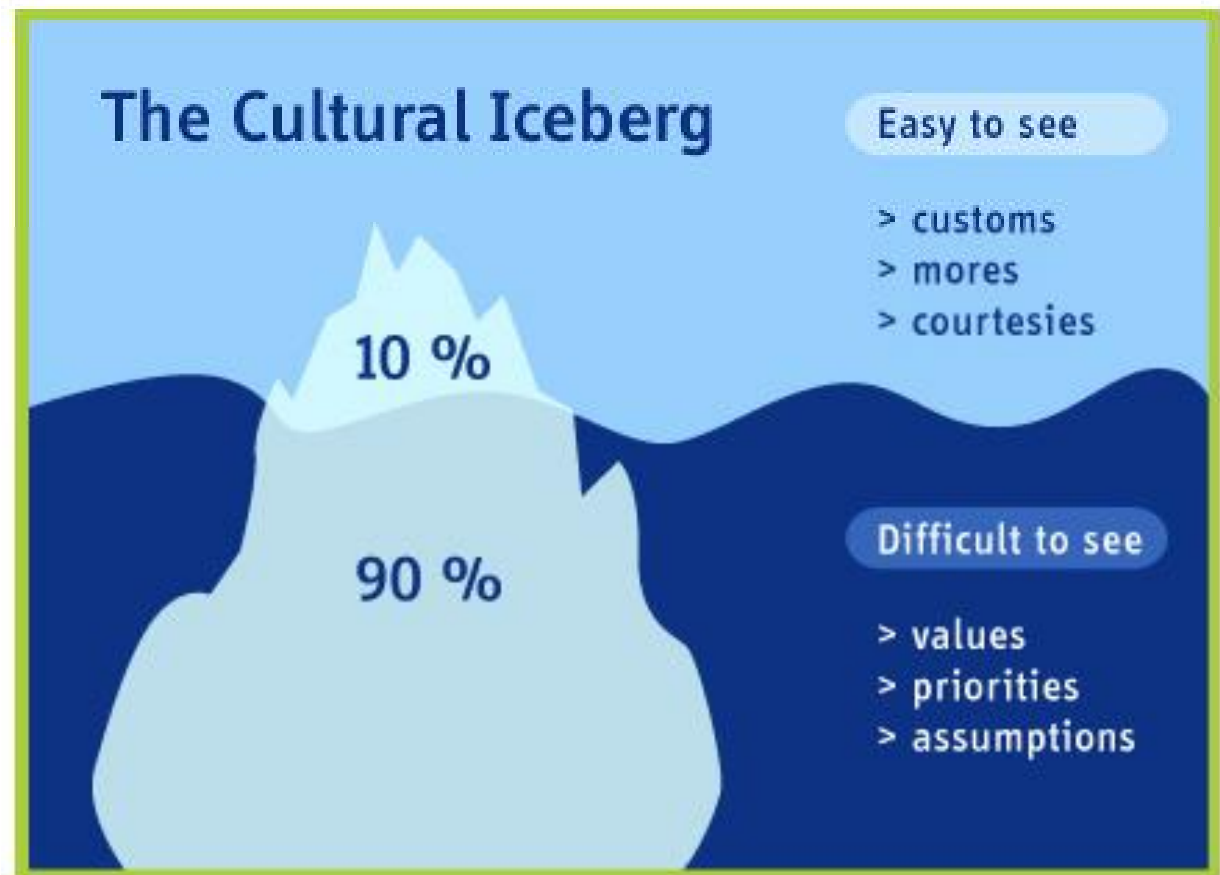 The Cultural Iceberg
Easy to see
> customs
> mores
> courtesies
10 %
90 %
Difficult to see
> values
> priorities
> assumptions